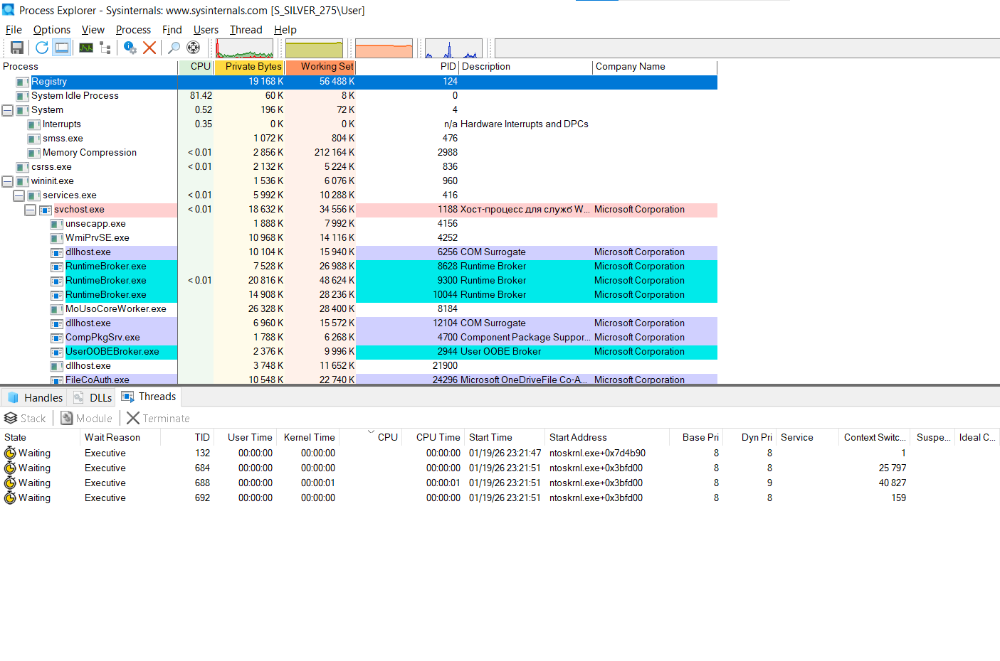 Process Explorer - Sysinternals: www.sysinternals.com [S_SILVER_275\User]
File Options View Process Find Users Thread Help
Process CPU Private Bytes Working Set PID Description Company Name
Registry 19 168 K 56 488 K 124
System Idle Process 81.42 60 K 8 K 0
System 0.52 196 K 72 K 4
Interrupts 0.35 0 K 0 K n/a Hardware Interrupts and DPCs
smss.exe 1 072 K 804 K 476
Memory Compression < 0.01 2 856 K 212 164 K 2988
csrss.exe < 0.01 2 132 K 5 224 K 836
wininit.exe 1 536 K 6 076 K 960
services.exe < 0.01 5 992 K 10 288 K 416
svchost.exe < 0.01 18 632 K 34 556 K 1188 Хост-процесс для служб W... Microsoft Corporation
unsecapp.exe 1 888 K 7 992 K 4156
WmiPrvSE.exe 10 968 K 14 116 K 4252
dllhost.exe 10 104 K 15 940 K 6256 COM Surrogate Microsoft Corporation
RuntimeBroker.exe 7 528 K 26 988 K 8628 Runtime Broker Microsoft Corporation
RuntimeBroker.exe < 0.01 20 816 K 48 624 K 9300 Runtime Broker Microsoft Corporation
RuntimeBroker.exe 14 908 K 28 236 K 10044 Runtime Broker Microsoft Corporation
MoUsoCoreWorker.exe 26 328 K 28 400 K 8184
dllhost.exe 6 960 K 15 572 K 12104 COM Surrogate Microsoft Corporation
CompPkgSrv.exe 1 788 K 6 268 K 4700 Component Package Suppor... Microsoft Corporation
UserOOBEBroker.exe 2 376 K 9 996 K 2944 User OOBE Broker Microsoft Corporation
dllhost.exe 3 748 K 11 652 K 21900
FileCoAuth.exe 10 548 K 22 740 K 24296 Microsoft OneDriveFile Co-A... Microsoft Corporation
Handles DLLs Threads
Stack Module Terminate
State Wait Reason TID User Time Kernel Time CPU CPU Time Start Time Start Address Base Pri Dyn Pri Service Context Switc... Suspe... Ideal C...
Waiting Executive 132 00:00:00 00:00:00 00:00:00 01/19/26 23:21:47 ntoskrnl.exe+0x7d4b90 8 8 1
Waiting Executive 684 00:00:00 00:00:00 00:00:00 01/19/26 23:21:51 ntoskrnl.exe+0x3bfd00 8 8 25 797
Waiting Executive 688 00:00:00 00:00:01 00:00:01 01/19/26 23:21:51 ntoskrnl.exe+0x3bfd00 8 9 40 827
Waiting Executive 692 00:00:00 00:00:00 00:00:00 01/19/26 23:21:51 ntoskrnl.exe+0x3bfd00 8 8 159